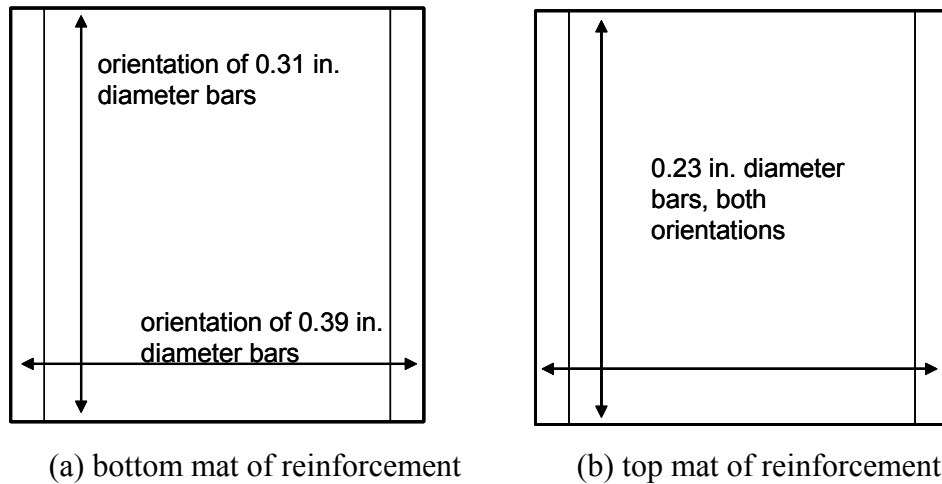 orientation of 0.31 in.
diameter bars
orientation of 0.39 in.
diameter bars
(a) bottom mat of reinforcement
0.23 in. diameter
bars, both
orientations
(b) top mat of reinforcement